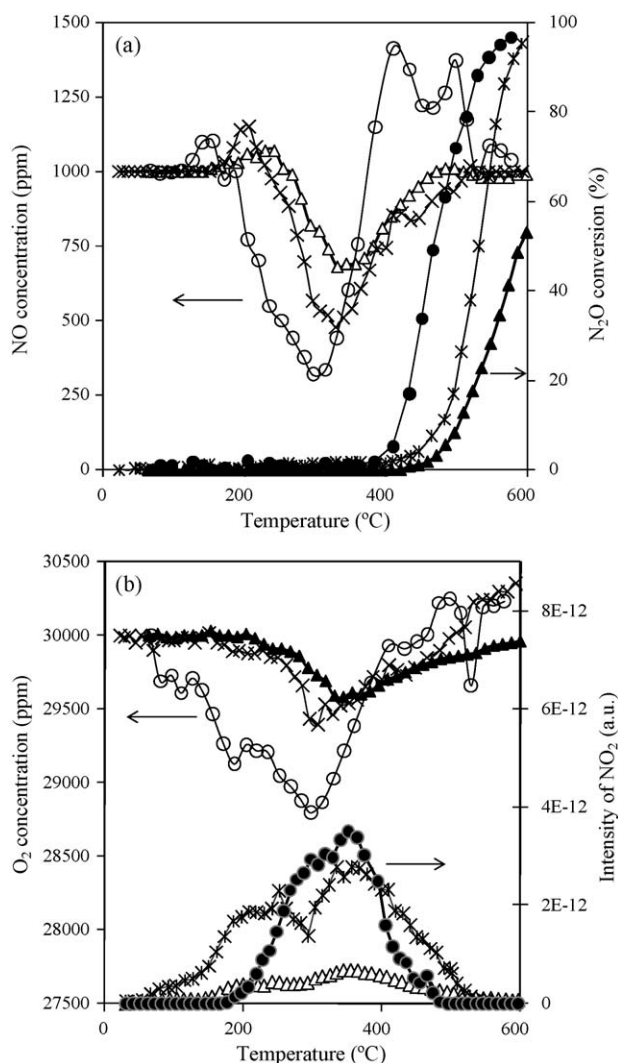 (a)
1500
1250
1000
750
500
250
0
NO concentration (ppm)
100
80
60
40
20
0
N₂O conversion (%)
0
200
400
600
Temperature (ºC)
(b)
30500
30000
29500
29000
28500
28000
27500
O₂ concentration (ppm)
8E-12
6E-12
4E-12
2E-12
0
Intensity of NO₂ (a.u.)
0
200
400
600
Temperature (ºC)